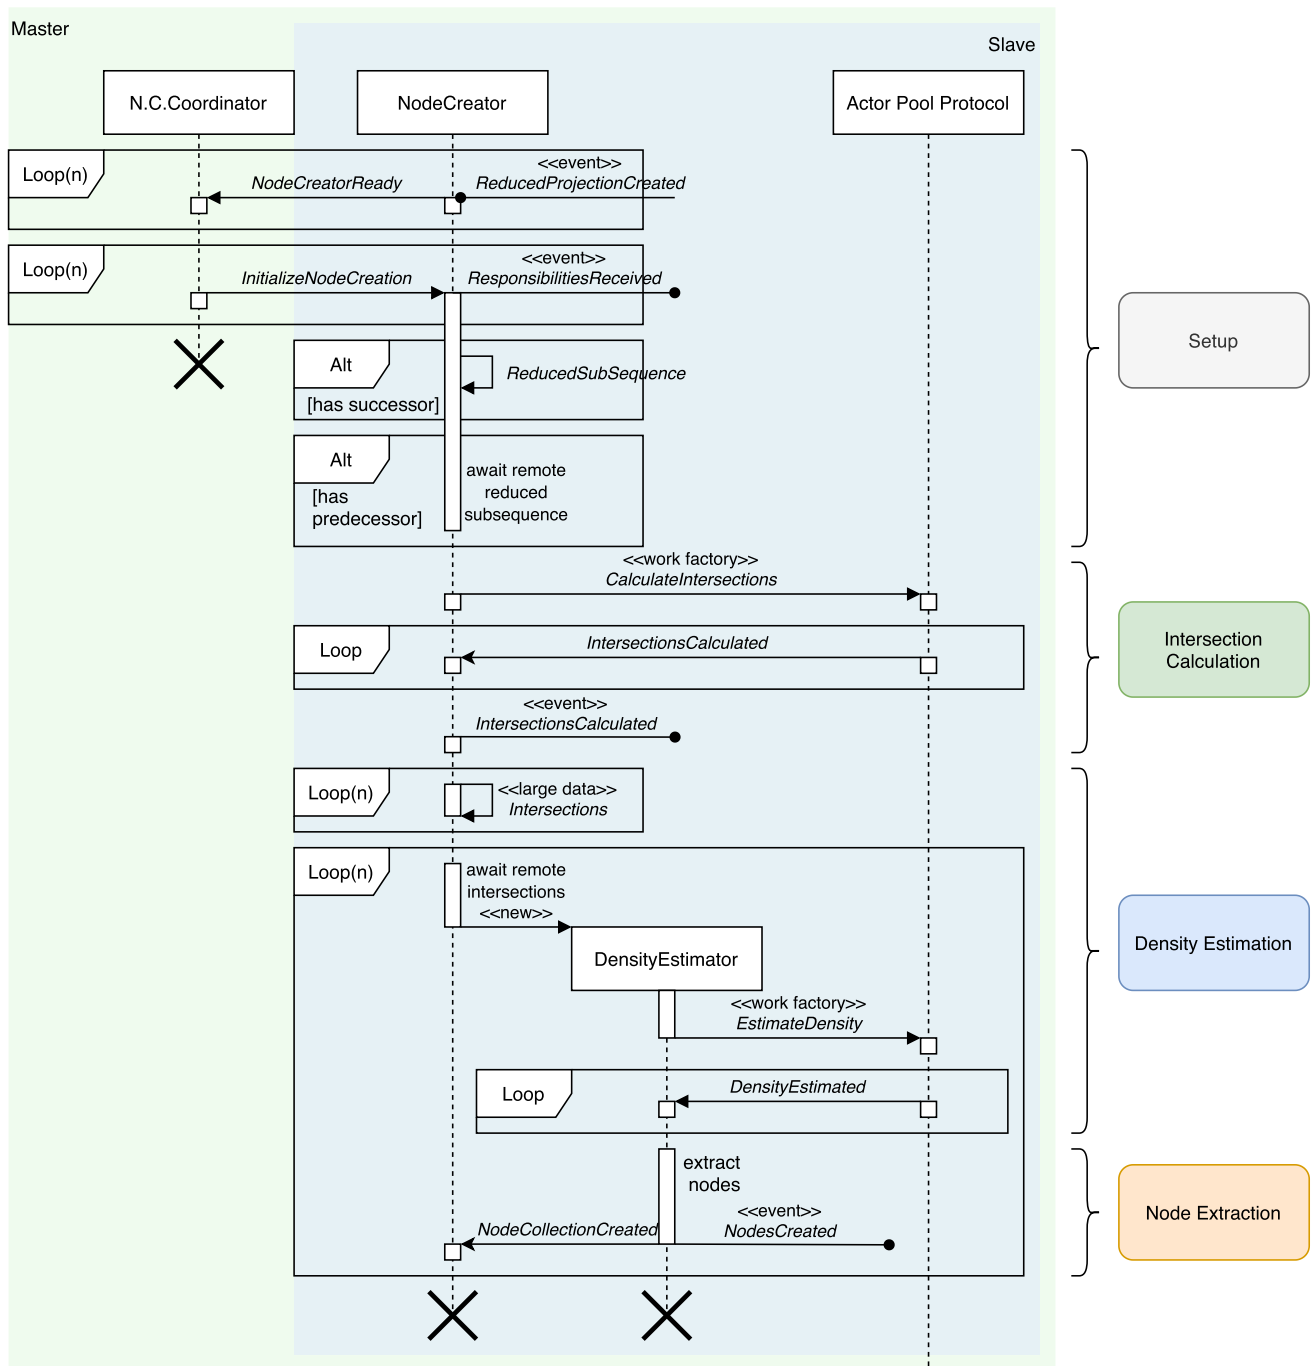 Master
Slave
N.C.Coordinator
NodeCreator
Actor Pool Protocol
Loop(n)
NodeCreatorReady
<<event>>
ReducedProjectionCreated
Loop(n)
InitializeNodeCreation
<<event>>
ResponsibilitiesReceived
Setup
Alt
[has successor]
ReducedSubSequence
Alt
[has
predecessor]
await remote
reduced
subsequence
<<work factory>>
CalculateIntersections
Intersection
Calculation
Loop
IntersectionsCalculated
<<event>>
IntersectionsCalculated
Loop(n)
<<large data>>
Intersections
Loop(n)
await remote
intersections
<<new>>
DensityEstimator
Density Estimation
<<work factory>>
EstimateDensity
Loop
DensityEstimated
extract
nodes
NodeCollectionCreated
<<event>>
NodesCreated
Node Extraction